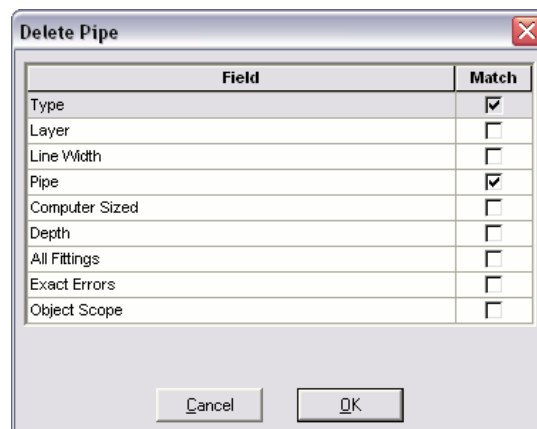 Delete Pipe
Field Match
Type
Layer
Line Width
Pipe
Computer Sized
Depth
All Fittings
Exact Errors
Object Scope
Cancel OK